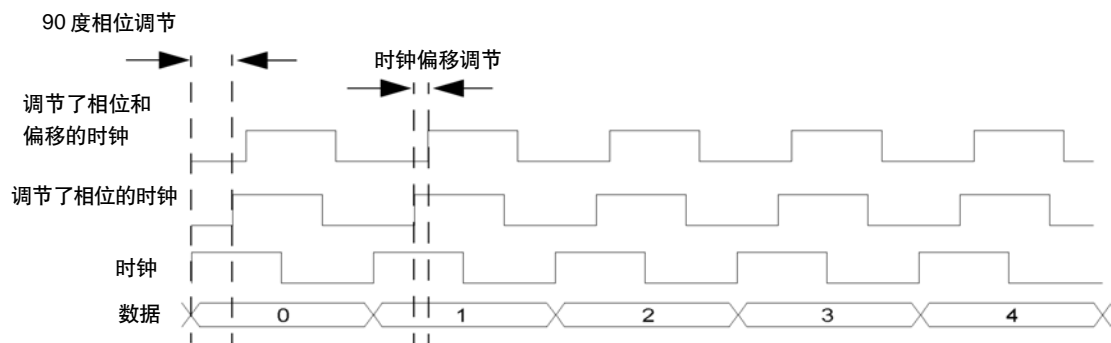 90 度相位调节
时钟偏移调节
调节了相位和
偏移的时钟
调节了相位的时钟
时钟
数据
0 1 2 3 4